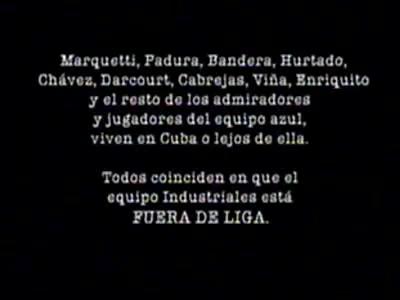 Marquetti, Padura, Bandera, Hurtado,
Chávez, Darcourt, Cabrejas, Viña, Enriquito
y el resto de los admiradores
y jugadores del equipo azul,
viven en Cuba o lejos de ella.
Todos coinciden en que el
equipo Industriales está
FUERA DE LIGA.